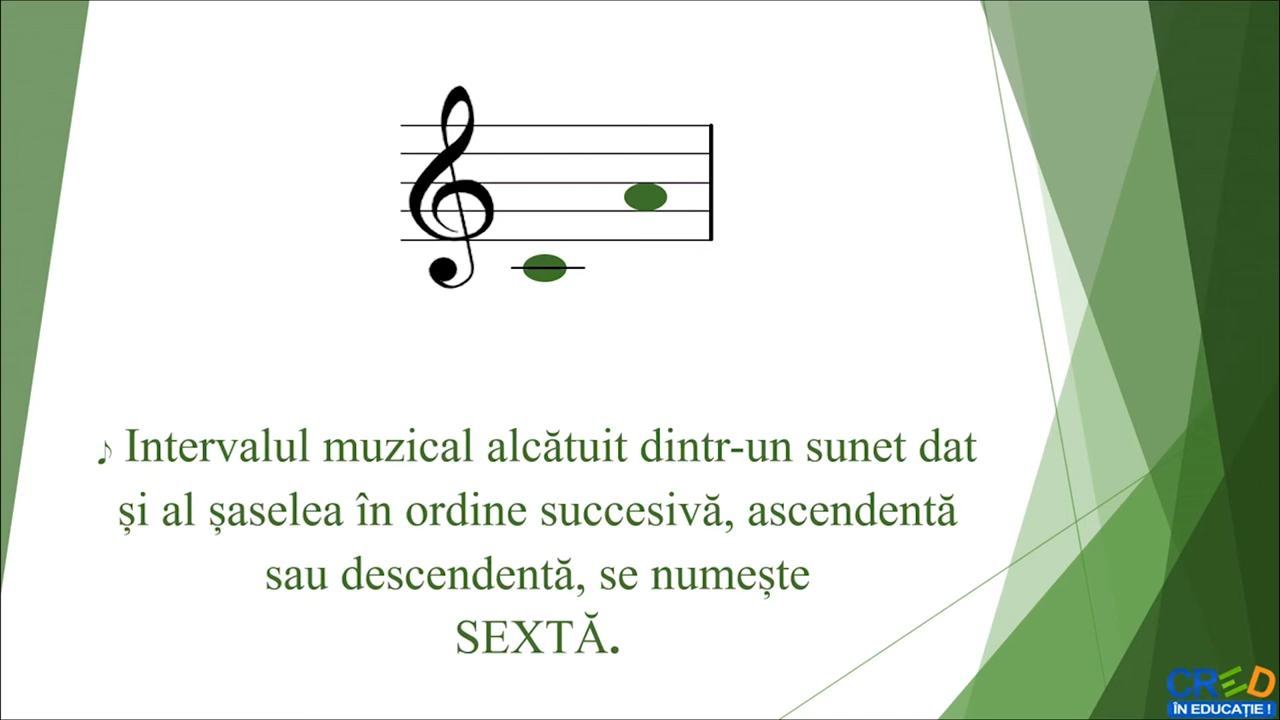 ♪ Intervalul muzical alcătuit dintr-un sunet dat
și al șaselea în ordine succesivă, ascendentă
sau descendentă, se numește
SEXTĂ.
CRED
ÎN EDUCAȚIE !